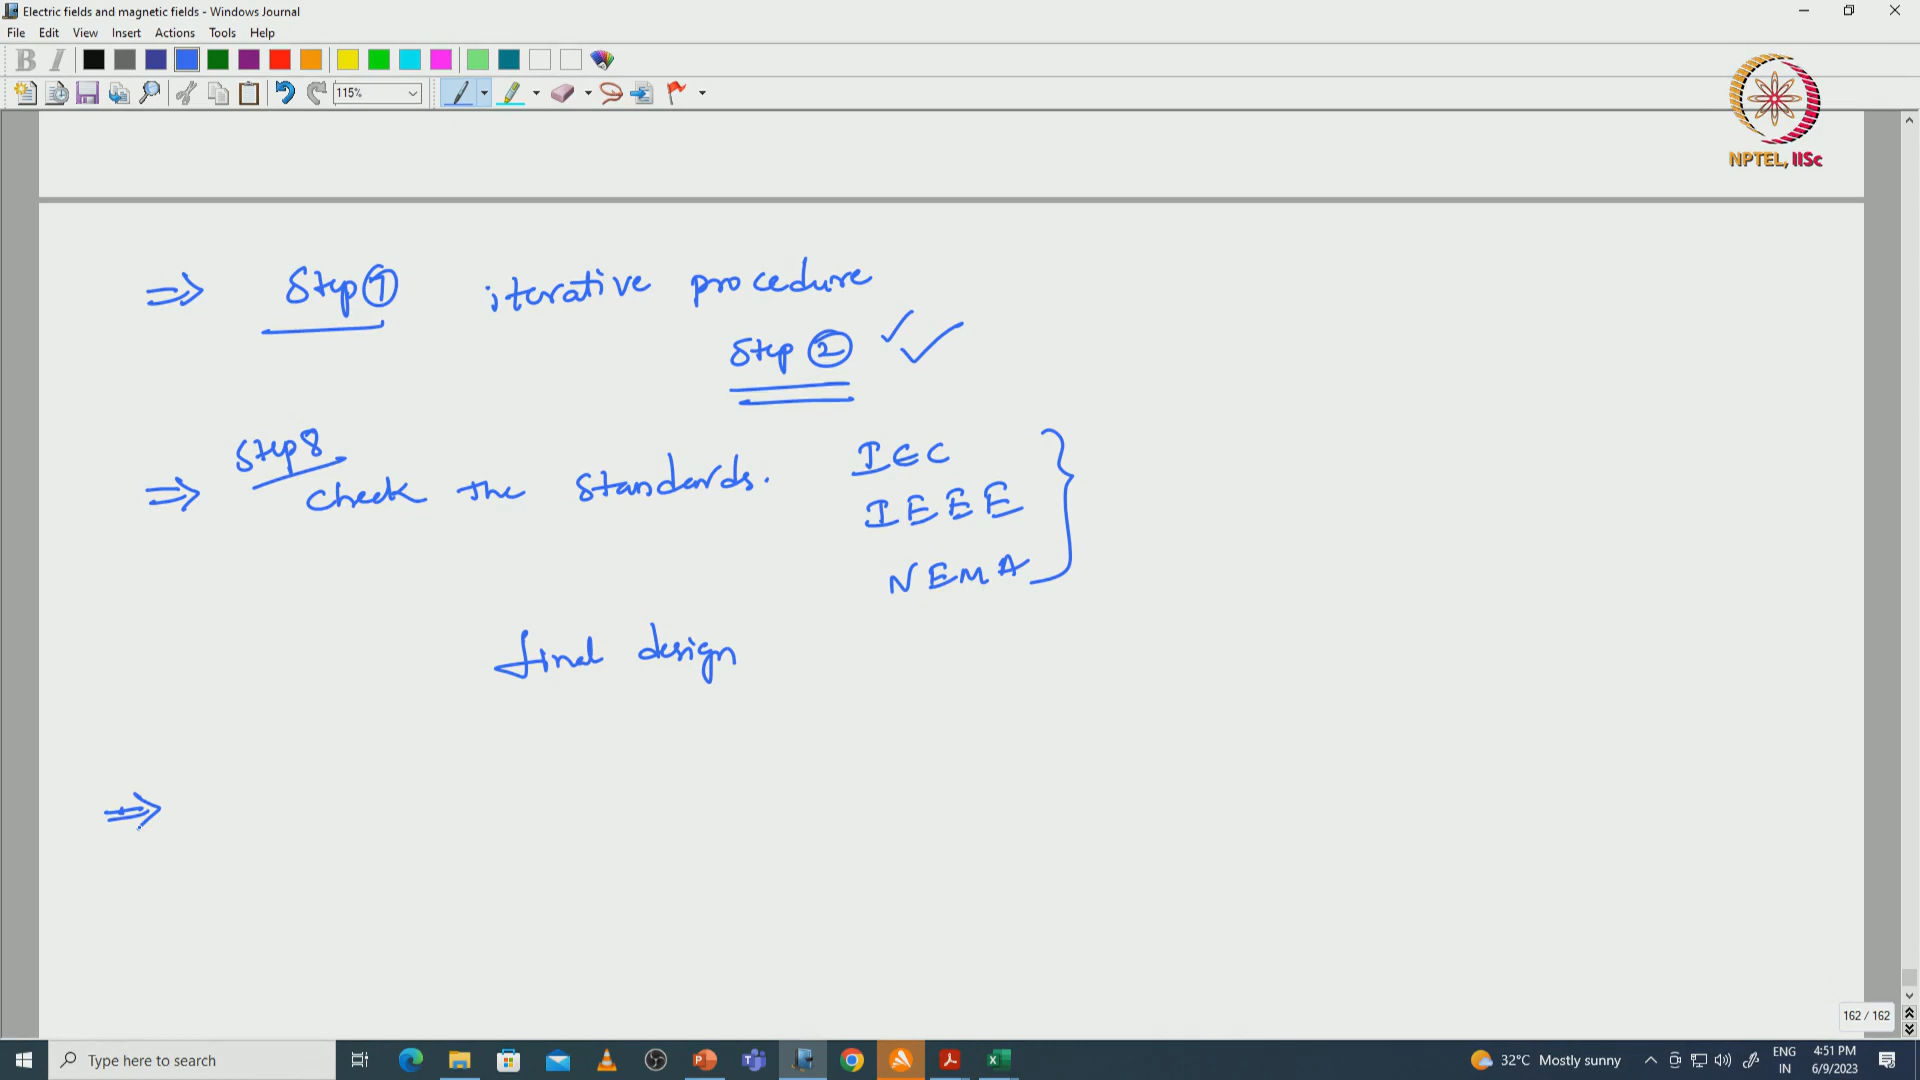 Electric fields and magnetic fields - Windows Journal
File Edit View Insert Actions Tools Help
B I
115%
NPTEL, IISc
⇒ Step 7 iterative procedure
Step 2 ✓✓
Step 8
⇒ Check the standards. IEC
IEEE
NEMA
final design
⇒
162 / 162
Type here to search
32°C Mostly sunny
ENG
IN
4:51 PM
6/9/2023